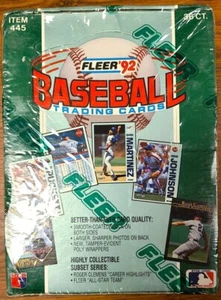 ITEM
445
36 CT.
FLEER '92
BASEBALL
TRADING CARDS
MARTINEZ
JOHNSON
FLEER
FLEER
BETTER-THAN CARD QUALITY:
• SMOOTH-COATED ON
BOTH SIDES
• LARGER, SHARPER PHOTOS ON BACK
• NEW, TAMPER-EVIDENT
POLY WRAPPERS
HIGHLY COLLECTIBLE
SUBSET SERIES:
• ROGER CLEMENS "CAREER HIGHLIGHTS"
• FLEER "ALL-STAR TEAM"